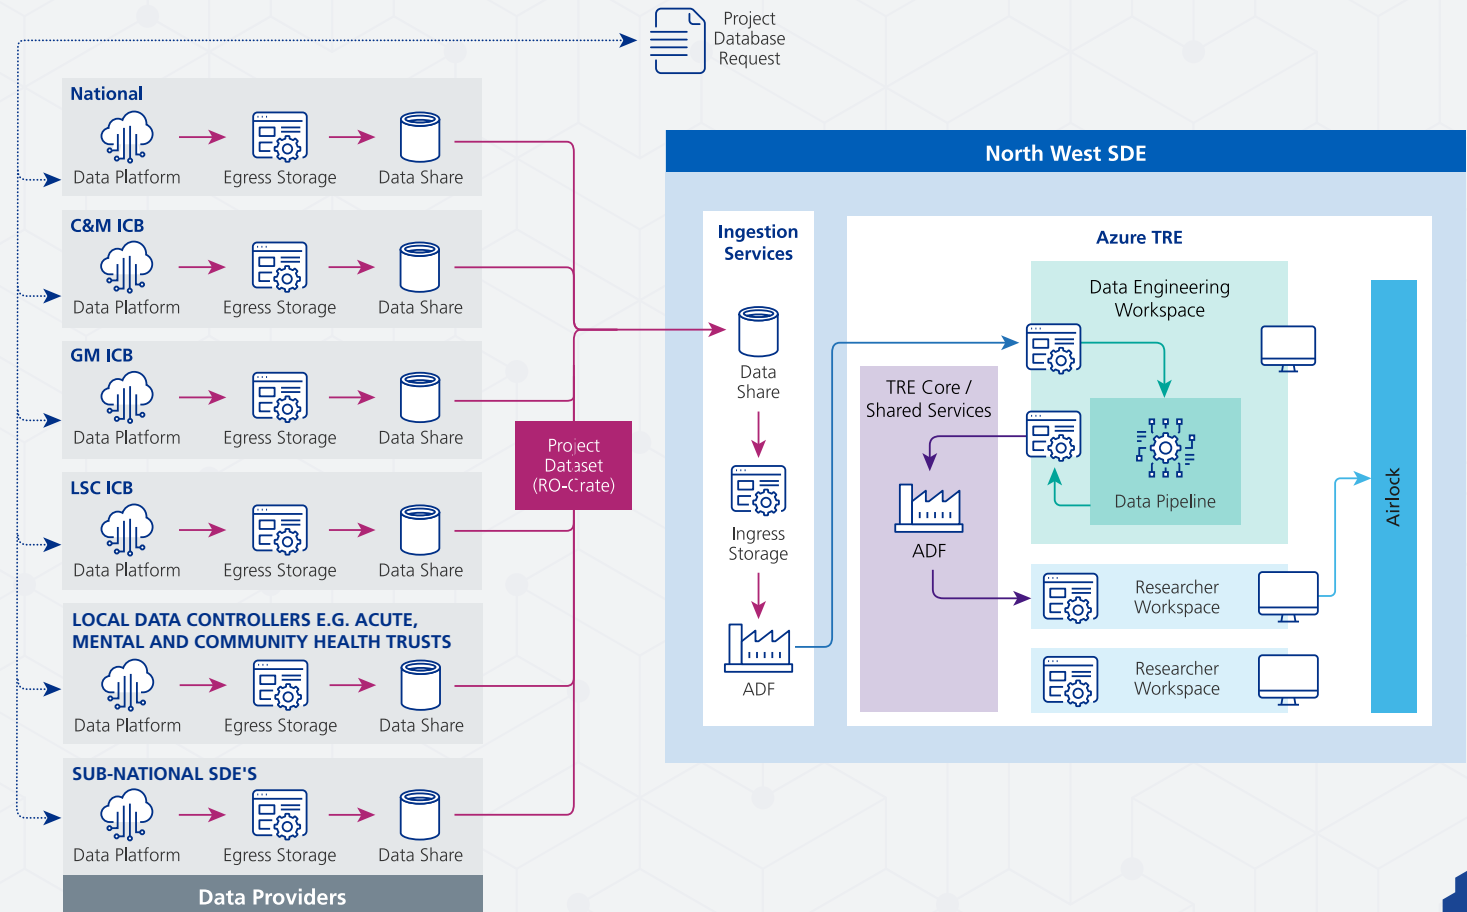 Project
Database
Request
National
Data Platform
Egress Storage
Data Share
C&M ICB
Data Platform
Egress Storage
Data Share
GM ICB
Data Platform
Egress Storage
Data Share
LSC ICB
Data Platform
Egress Storage
Data Share
LOCAL DATA CONTROLLERS E.G. ACUTE,
MENTAL AND COMMUNITY HEALTH TRUSTS
Data Platform
Egress Storage
Data Share
SUB-NATIONAL SDE'S
Data Platform
Egress Storage
Data Share
Data Providers
Project
Dataset
(RO-Crate)
North West SDE
Ingestion
Services
Data
Share
Ingress
Storage
ADF
Azure TRE
TRE Core /
Shared Services
ADF
Data Engineering
Workspace
Data Pipeline
Researcher
Workspace
Researcher
Workspace
Airlock